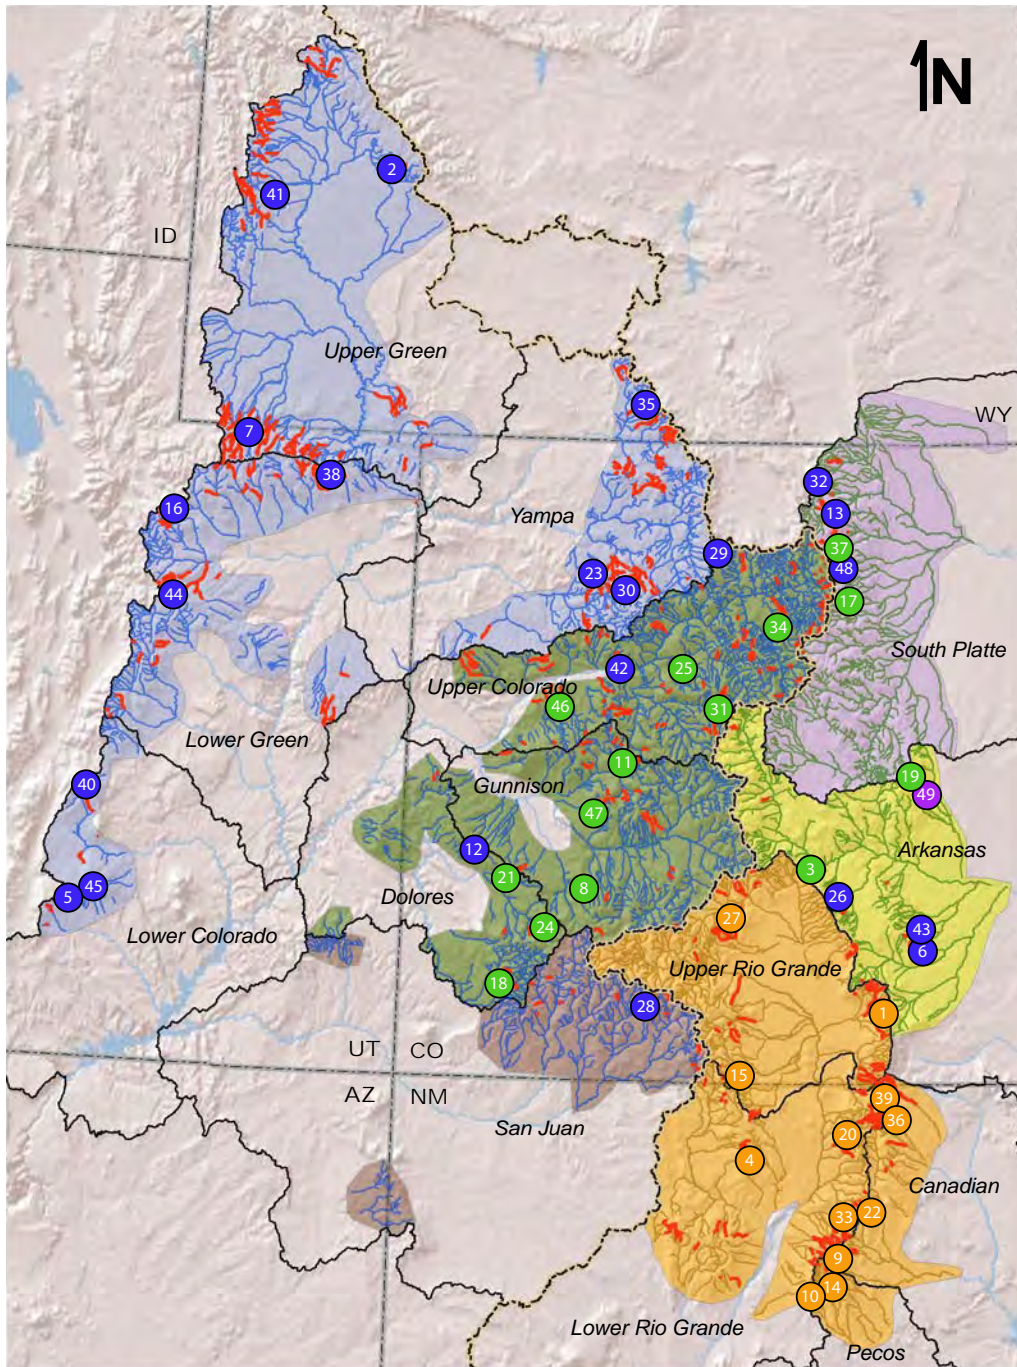 N
2
41
ID
Upper Green
35
WY
7
38
32
16
Yampa
13
37
29
48
23
44
30
17
34
South Platte
42
25
Upper Colorado
46
31
Lower Green
11
19
Gunnison
40
49
47
12
Arkansas
3
21
5
45
8
Dolores
26
27
24
43
Lower Colorado
6
Upper Rio Grande
18
28
1
UT
CO
15
AZ
NM
39
36
San Juan
20
4
Canadian
33
22
9
14
10
Lower Rio Grande
Pecos